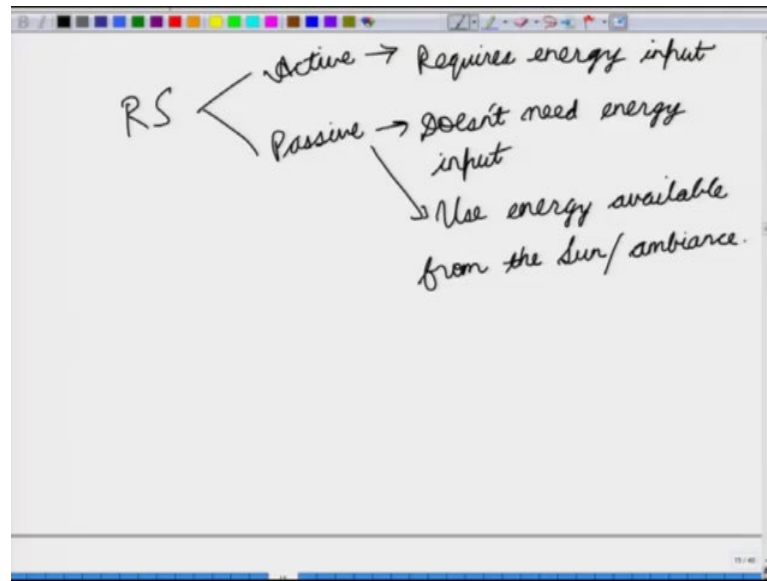 RS
Active → Requires energy input
Passive → Doesn't need energy
input
Use energy available
from the Sun/ambiance.